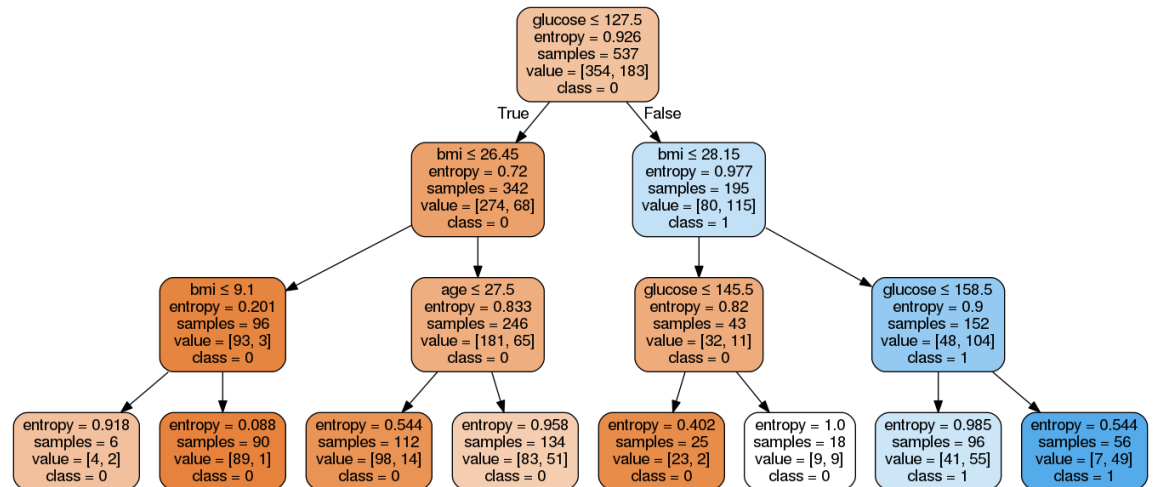 glucose ≤ 127.5
entropy = 0.926
samples = 537
value = [354, 183]
class = 0
True
False
bmi ≤ 26.45
entropy = 0.72
samples = 342
value = [274, 68]
class = 0
bmi ≤ 28.15
entropy = 0.977
samples = 195
value = [80, 115]
class = 1
bmi ≤ 9.1
entropy = 0.201
samples = 96
value = [93, 3]
class = 0
age ≤ 27.5
entropy = 0.833
samples = 246
value = [181, 65]
class = 0
glucose ≤ 145.5
entropy = 0.82
samples = 43
value = [32, 11]
class = 0
glucose ≤ 158.5
entropy = 0.9
samples = 152
value = [48, 104]
class = 1
entropy = 0.918
samples = 6
value = [4, 2]
class = 0
entropy = 0.088
samples = 90
value = [89, 1]
class = 0
entropy = 0.544
samples = 112
value = [98, 14]
class = 0
entropy = 0.958
samples = 134
value = [83, 51]
class = 0
entropy = 0.402
samples = 25
value = [23, 2]
class = 0
entropy = 1.0
samples = 18
value = [9, 9]
class = 0
entropy = 0.985
samples = 96
value = [41, 55]
class = 1
entropy = 0.544
samples = 56
value = [7, 49]
class = 1